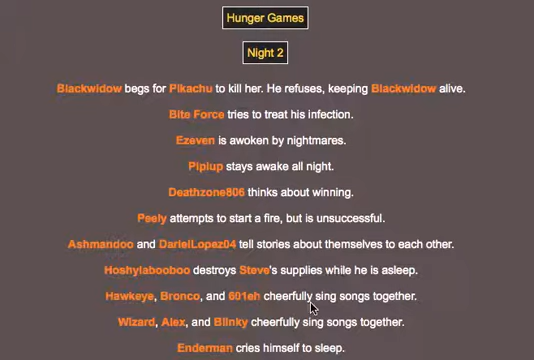 Hunger Games
Night 2
Blackwidow begs for Pikachu to kill her. He refuses, keeping Blackwidow alive.
Bite Force tries to treat his infection.
Ezeven is awoken by nightmares.
Piplup stays awake all night.
Deathzone806 thinks about winning.
Peely attempts to start a fire, but is unsuccessful.
Ashmandoo and DarielLopez04 tell stories about themselves to each other.
Hoshylabooboo destroys Steve's supplies while he is asleep.
Hawkeye, Bronco, and 601eh cheerfully sing songs together.
Wizard, Alex, and Blinky cheerfully sing songs together.
Enderman cries himself to sleep.